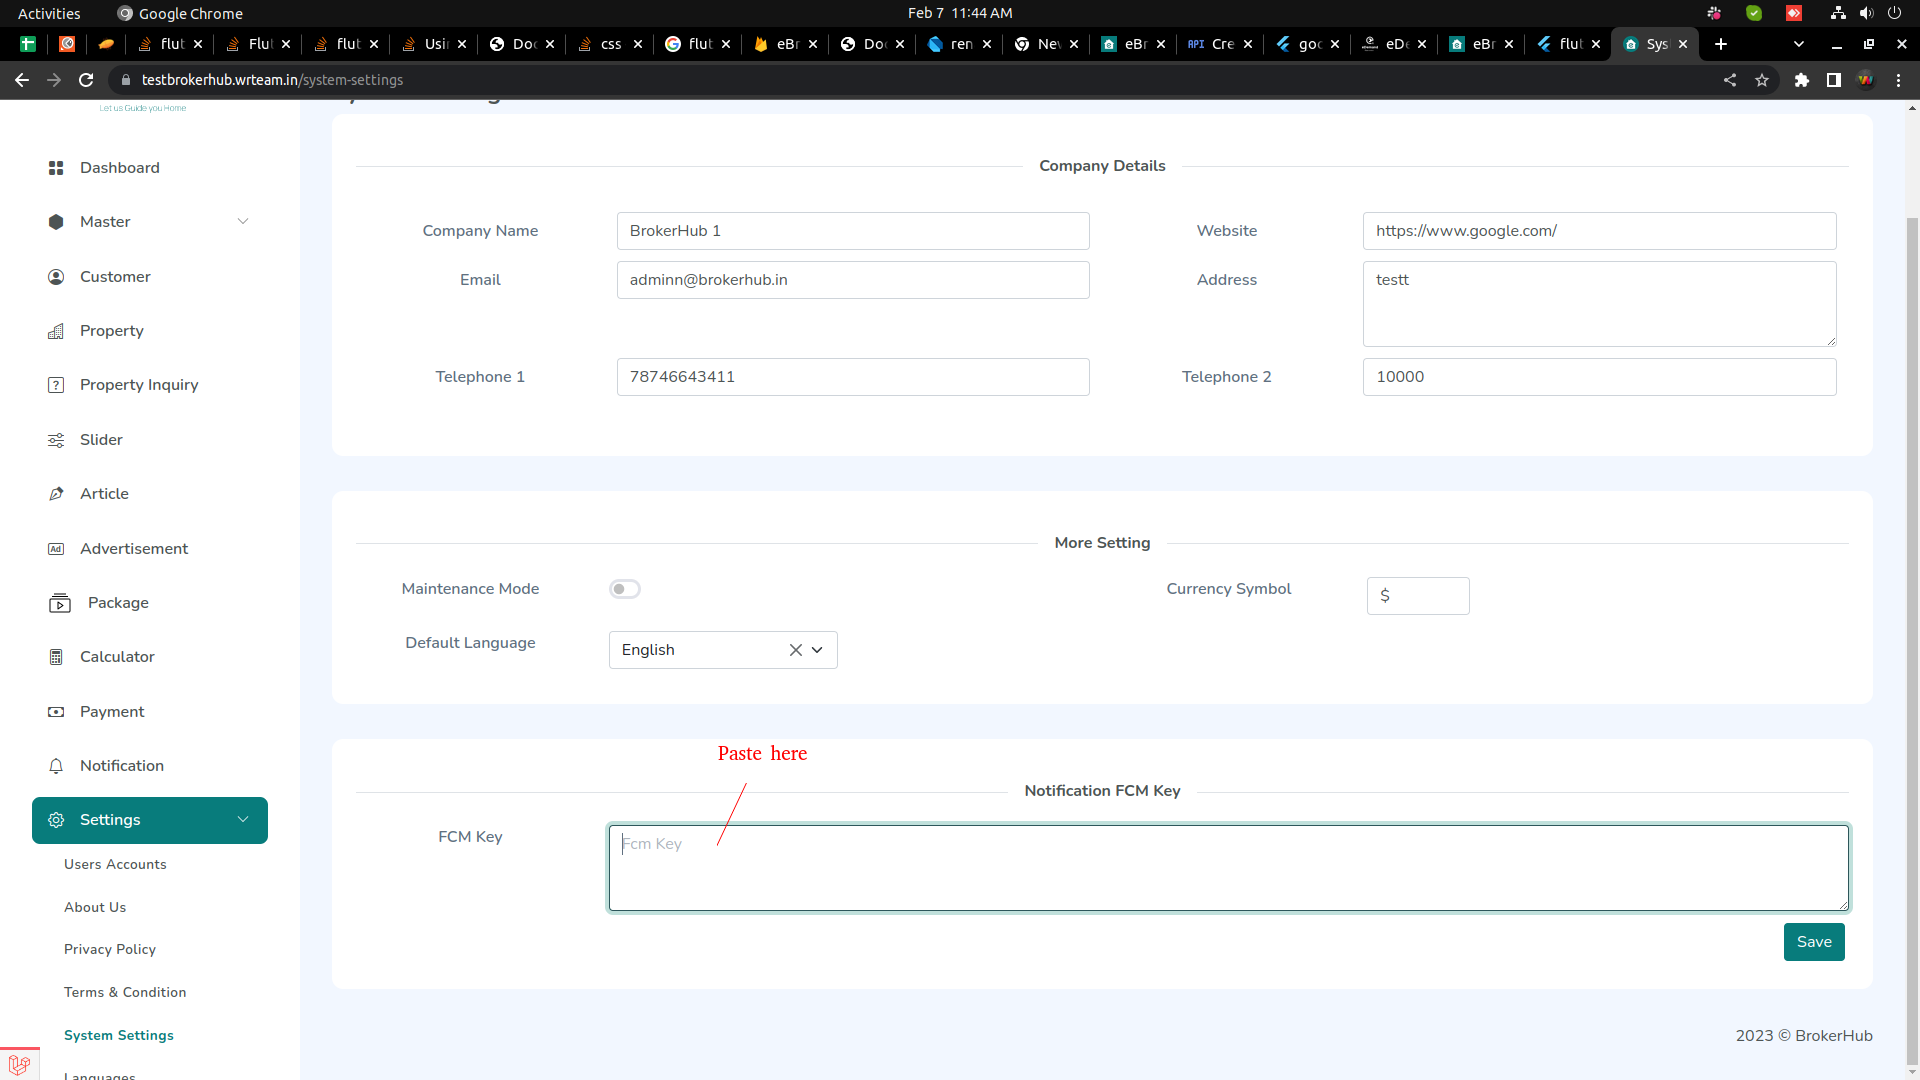 Activities
Google Chrome
Feb 7 11:44 AM
flut
Flut
flut
Usin
Doc
css
flut
eBr
Doc
ren
Nev
eBr
API
Cre
goc
eDe
eBr
flut
Sys
testbrokerhub.wrteam.in/system-settings
Let us Guide you Home
Dashboard
Master
Customer
Property
Property Inquiry
Slider
Article
Ad
Advertisement
Package
Calculator
Payment
Notification
Settings
Users Accounts
About Us
Privacy Policy
Terms & Condition
System Settings
Languages
Company Details
Company Name
BrokerHub 1
Website
https://www.google.com/
Email
adminn@brokerhub.in
Address
testt
Telephone 1
78746643411
Telephone 2
10000
More Setting
Maintenance Mode
Currency Symbol
$
Default Language
English
Paste here
Notification FCM Key
FCM Key
Fcm Key
Save
2023 © BrokerHub